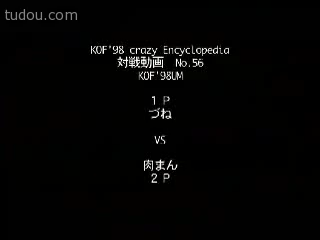 tudou.com
KOF'98 crazy Encyclopedia
対戦動画 No.56
KOF'98UM
1P
づね
VS
肉まん
2P